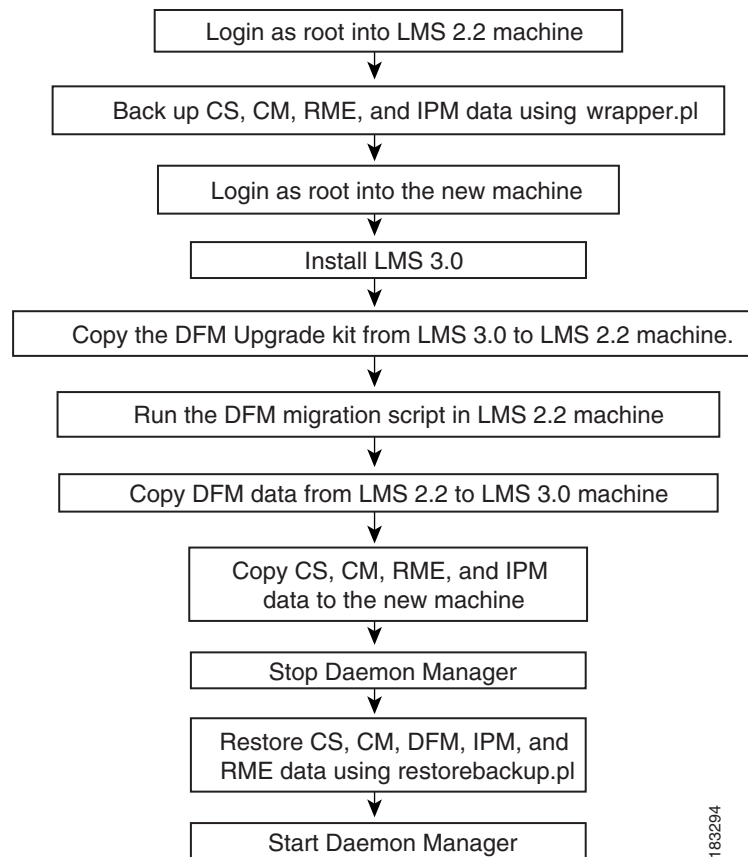 Login as root into LMS 2.2 machine
Back up CS, CM, RME, and IPM data using wrapper.pl
Login as root into the new machine
Install LMS 3.0
Copy the DFM Upgrade kit from LMS 3.0 to LMS 2.2 machine.
Run the DFM migration script in LMS 2.2 machine
Copy DFM data from LMS 2.2 to LMS 3.0 machine
Copy CS, CM, RME, and IPM
data to the new machine
Stop Daemon Manager
Restore CS, CM, DFM, IPM, and
RME data using restorebackup.pl
Start Daemon Manager
183294